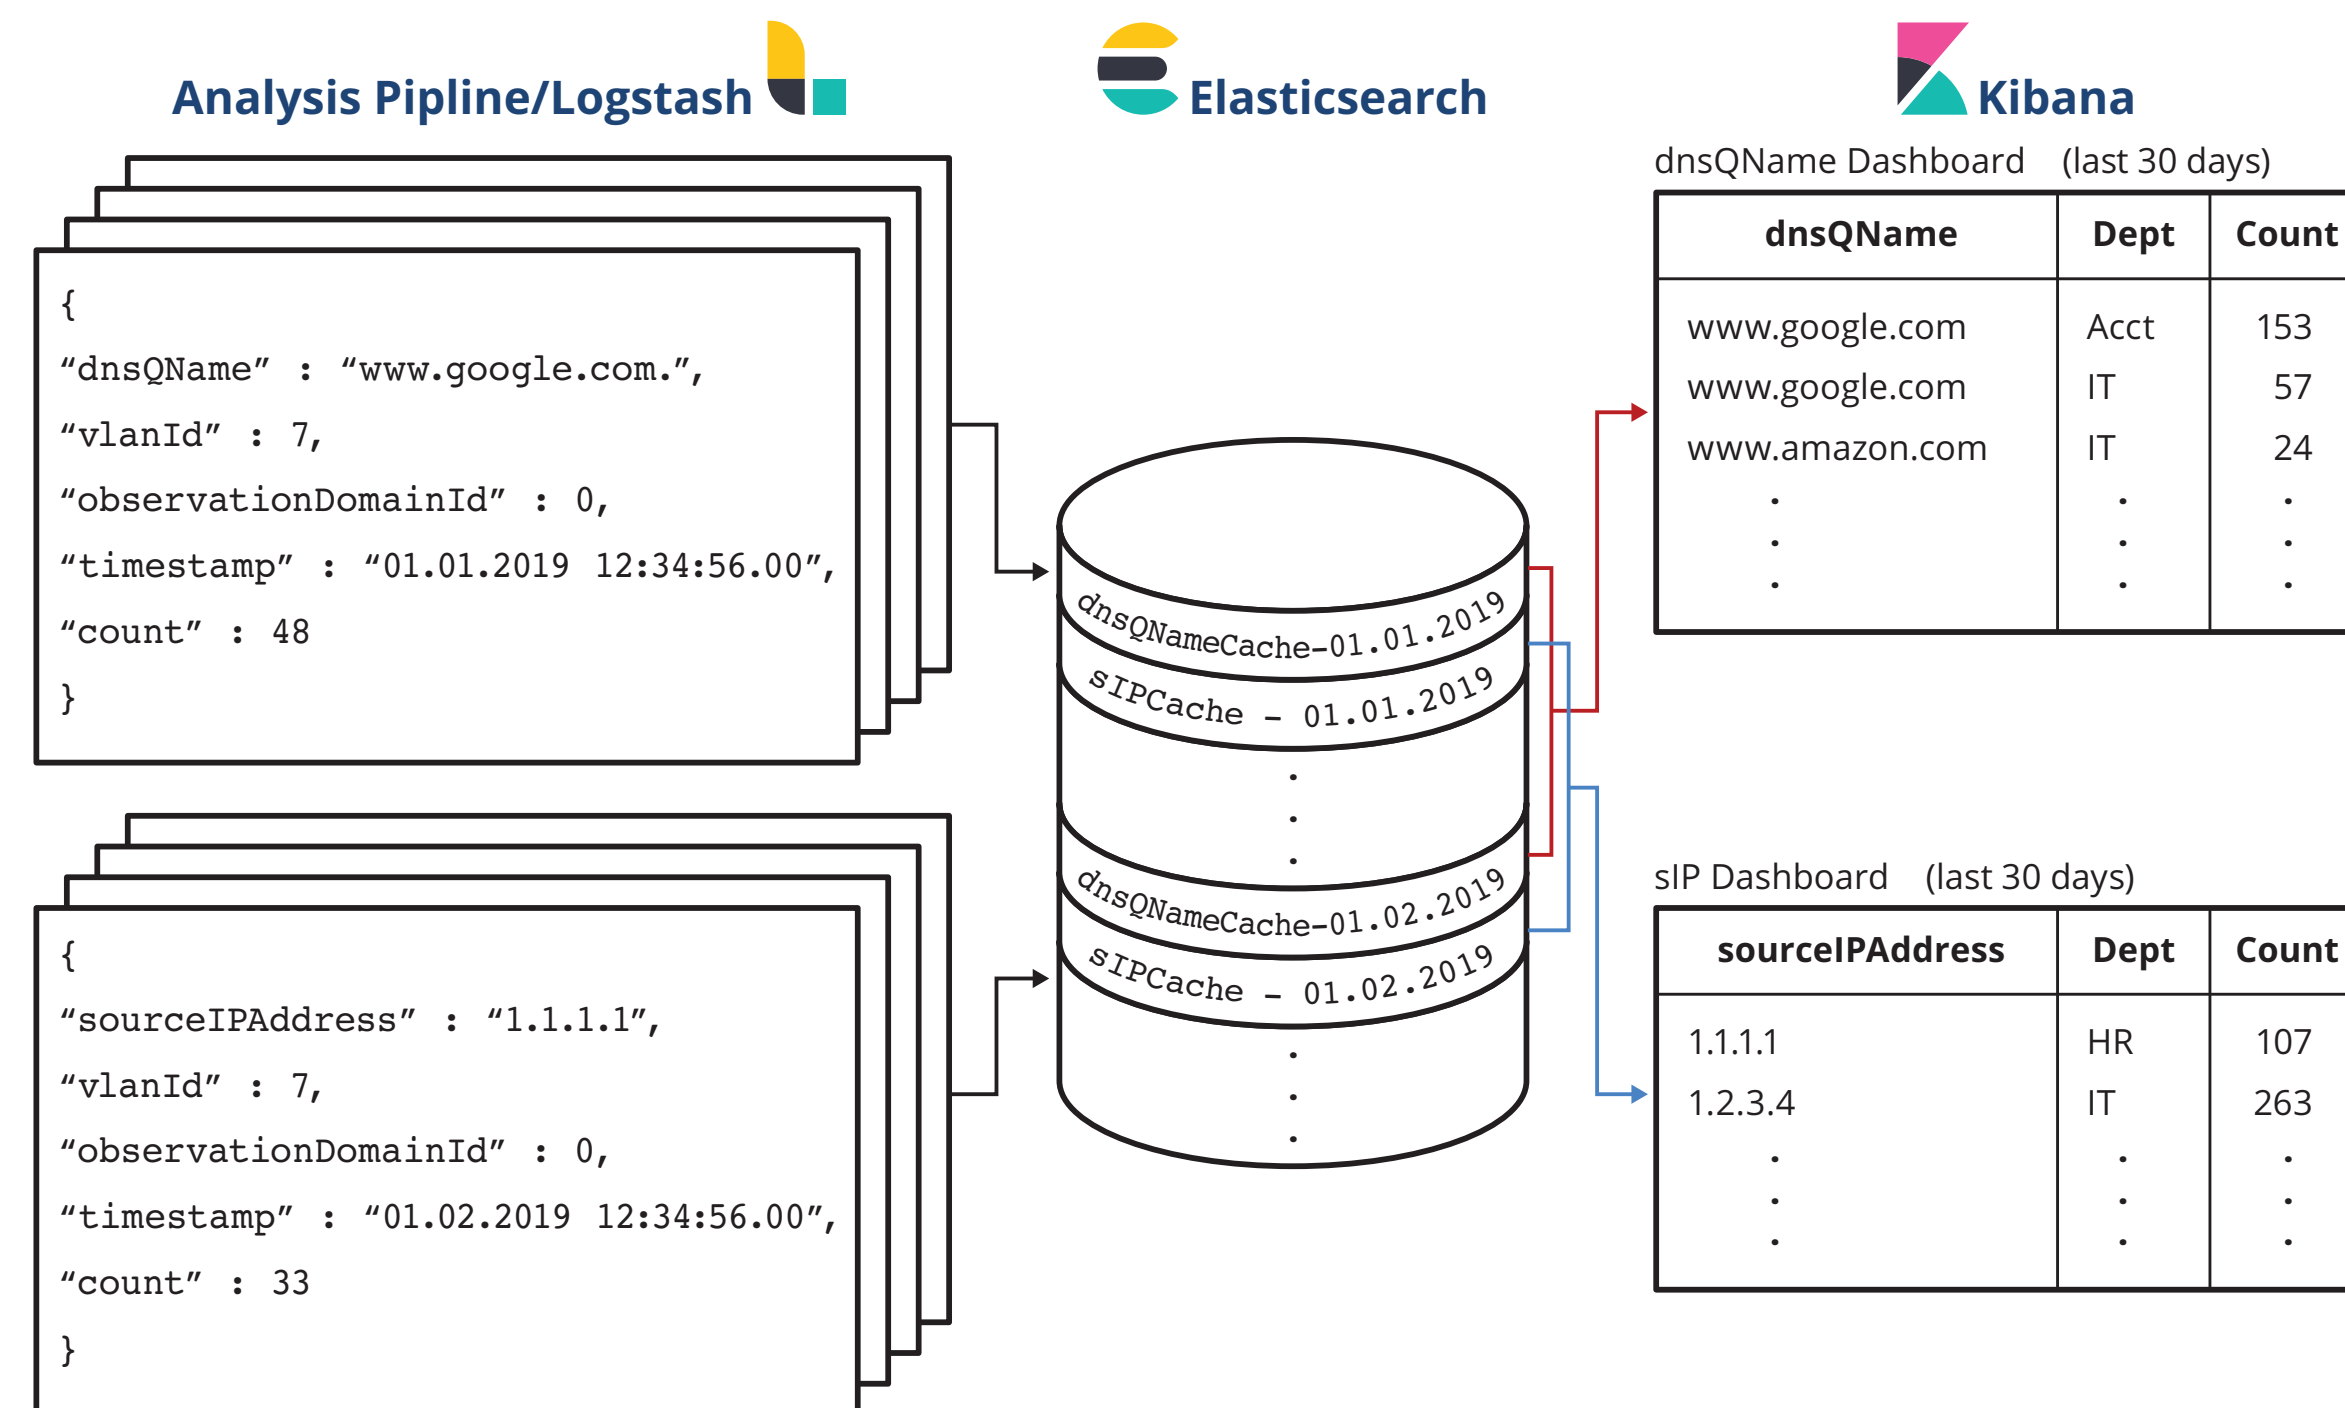 Analysis Pipline/Logstash
{
“dnsQName” : “www.google.com.”,
“vlanId” : 7,
“observationDomainId” : 0,
“timestamp” : “01.01.2019 12:34:56.00”,
“count” : 48
}
{
“sourceIPAddress” : “1.1.1.1”,
“vlanId” : 7,
“observationDomainId” : 0,
“timestamp” : “01.02.2019 12:34:56.00”,
“count” : 33
}
Elasticsearch
dnsQNameCache-01.01.2019
sIPCache - 01.01.2019
.
.
.
dnsQNameCache-01.02.2019
sIPCache - 01.02.2019
.
.
.
Kibana
dnsQName Dashboard (last 30 days)
dnsQName Dept Count
www.google.com Acct 153
www.google.com IT 57
www.amazon.com IT 24
. . .
. . .
. . .
sIP Dashboard (last 30 days)
sourceIPAddress Dept Count
1.1.1.1 HR 107
1.2.3.4 IT 263
. . .
. . .
. . .